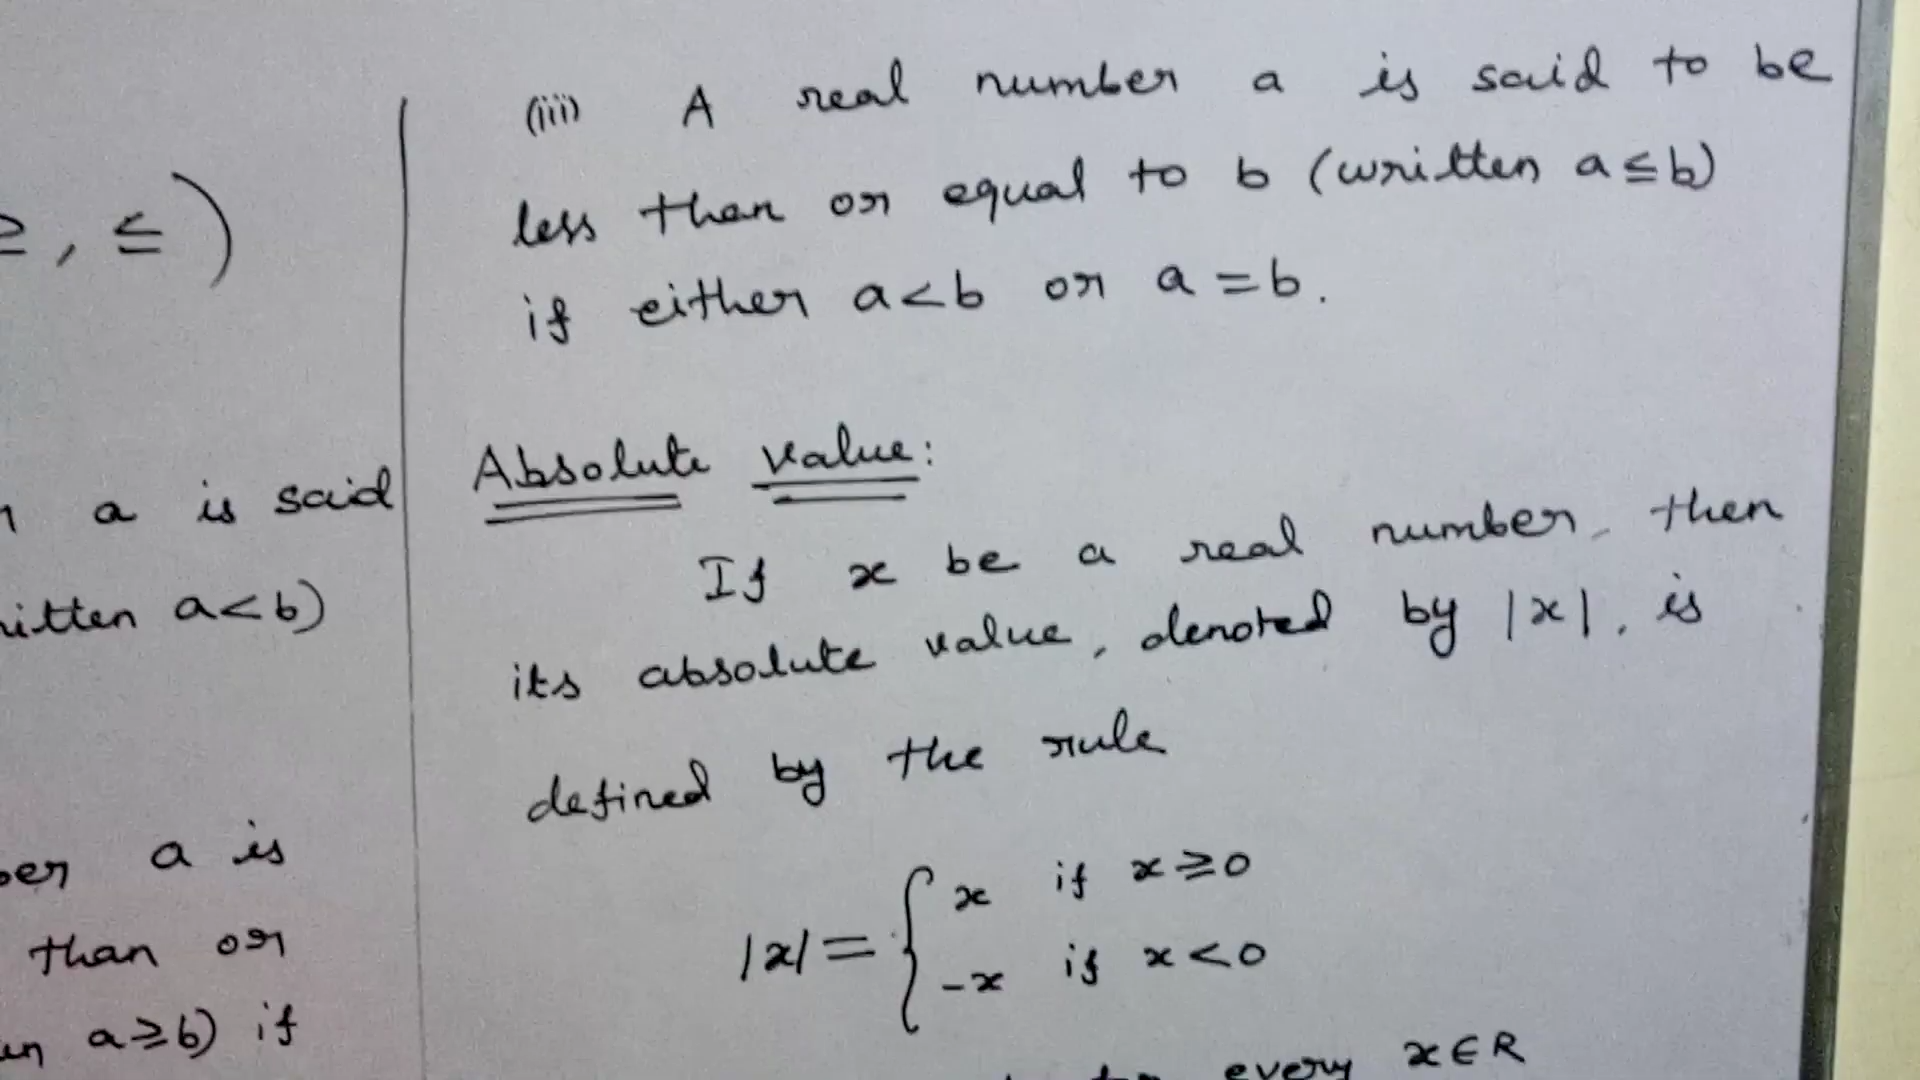 ≥, ≤)
a is said
written a<b)
a is
than or
a≥b) if
(iii) A real number a is said to be
less than or equal to b (written a≤b)
if either a<b or a=b.
Absolute value:
If x be a real number, then
its absolute value, denoted by |x|, is
defined by the rule
|x| = { x if x≥0
-x if x<0
every x∈R